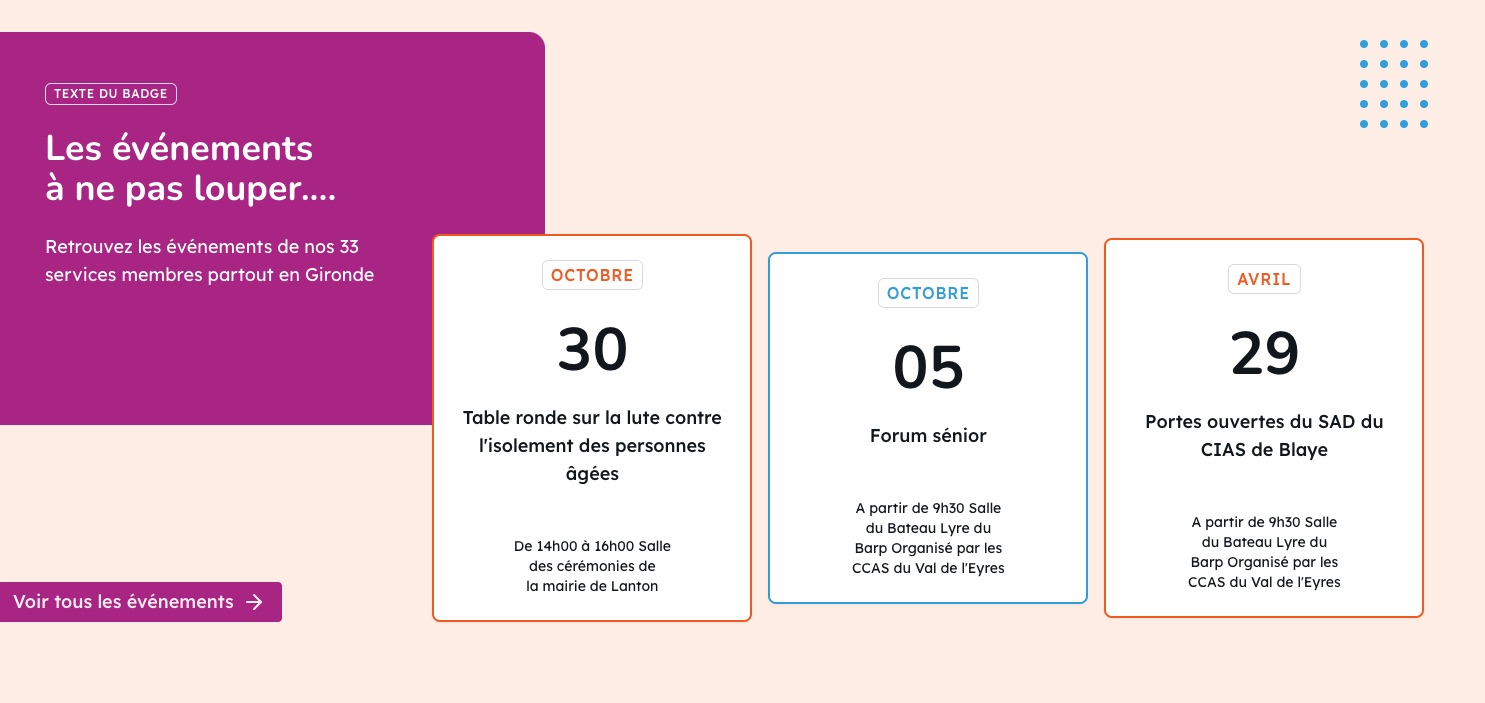 TEXTE DU BADGE
Les événements
à ne pas louper....
Retrouvez les événements de nos 33
services membres partout en Gironde
Voir tous les événements
OCTOBRE
30
Table ronde sur la lute contre
l'isolement des personnes
âgées
De 14h00 à 16h00 Salle
des cérémonies de
la mairie de Lanton
OCTOBRE
05
Forum sénior
A partir de 9h30 Salle
du Bateau Lyre du
Barp Organisé par les
CCAS du Val de l'Eyres
AVRIL
29
Portes ouvertes du SAD du
CIAS de Blaye
A partir de 9h30 Salle
du Bateau Lyre du
Barp Organisé par les
CCAS du Val de l'Eyres